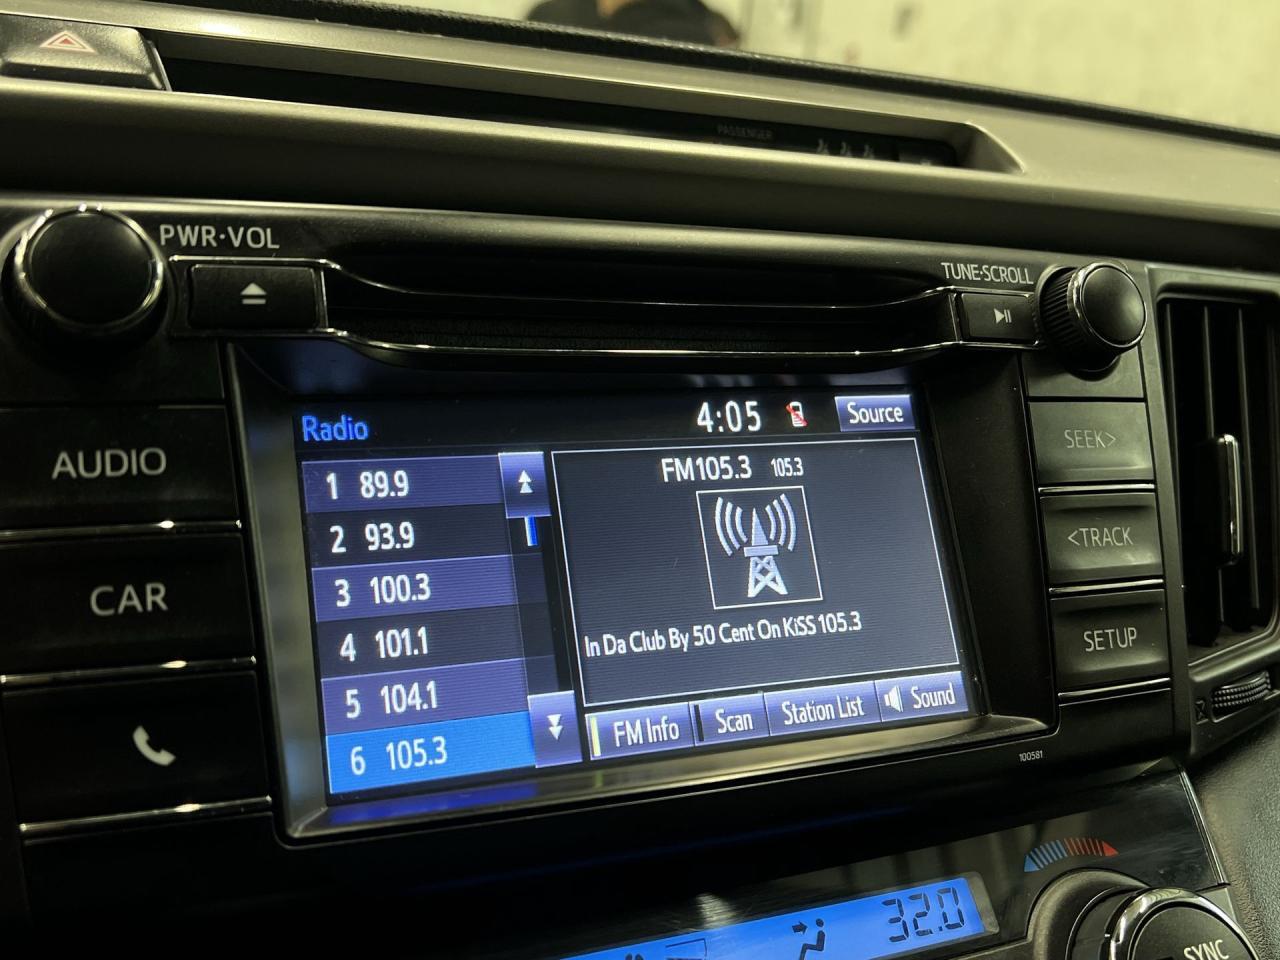 PASSENGER
PWR·VOL
TUNE·SCROLL
AUDIO
CAR
SEEK>
<TRACK
SETUP
Radio
4:05
Source
1 89.9
2 93.9
3 100.3
4 101.1
5 104.1
6 105.3
FM105.3 105.3
In Da Club By 50 Cent On KiSS 105.3
FM Info
Scan
Station List
Sound
100581
32.0
SYNC